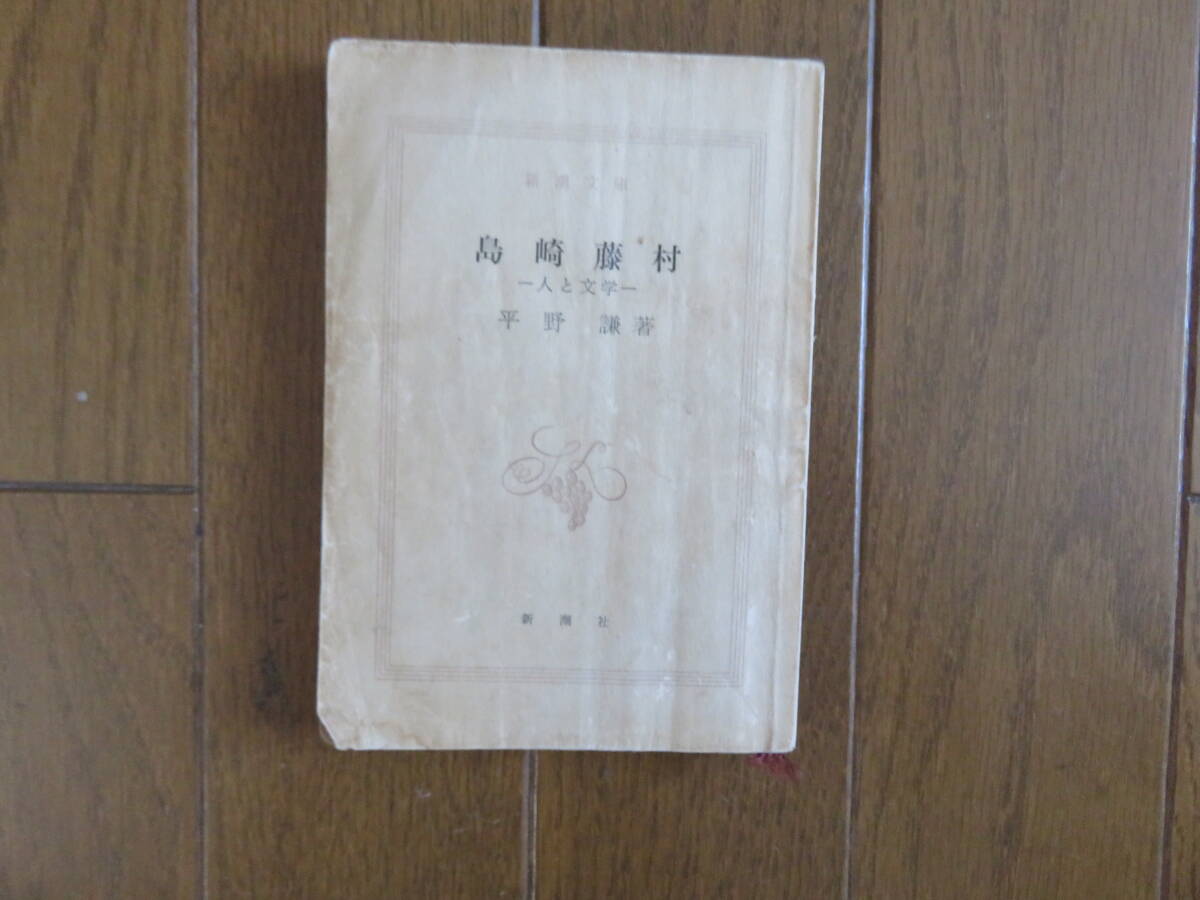 新潮文庫
島崎藤村
―人と文学―
平野 謙著
新潮社